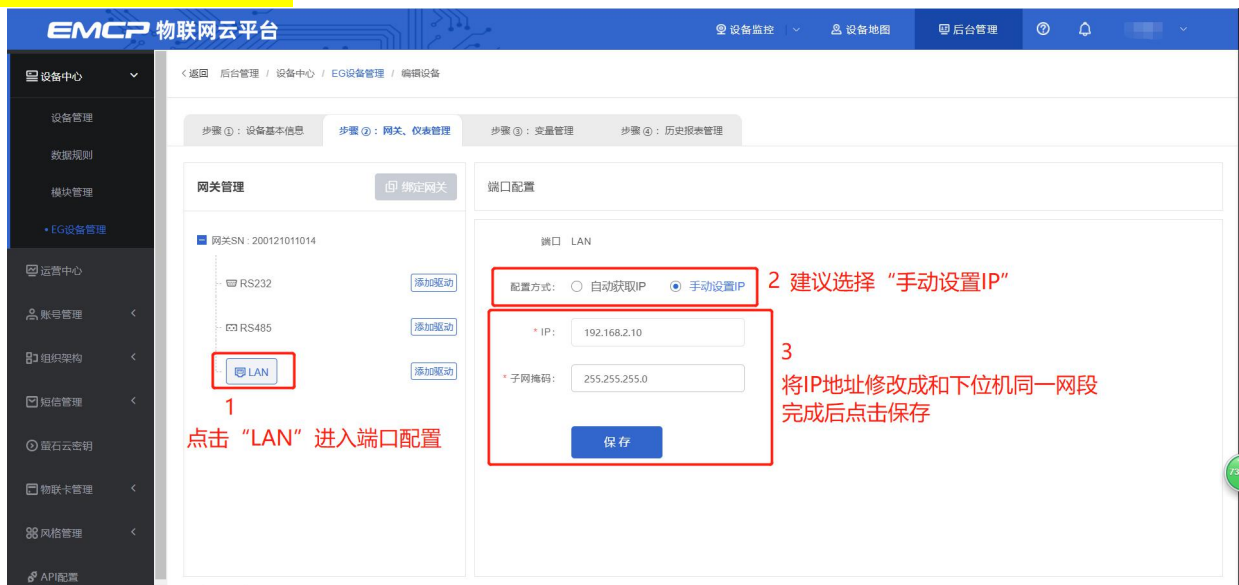 EMCP 物联网云平台
设备监控
设备地图
后台管理
设备中心
设备管理
数据规则
模块管理
•EG设备管理
运营中心
账号管理
组织架构
短信管理
萤石云密钥
物联卡管理
风格管理
API配置
<返回 后台管理 / 设备中心 / EG设备管理 / 编辑设备
步骤①：设备基本信息
步骤②：网关、仪表管理
步骤③：变量管理
步骤④：历史报表管理
网关管理
绑定网关
网关SN : 200121011014
RS232 添加驱动
RS485 添加驱动
LAN 添加驱动
1
点击“LAN”进入端口配置
端口配置
端口 LAN
配置方式: 自动获取IP 手动设置IP
2 建议选择“手动设置IP”
* IP: 192.168.2.10
* 子网掩码: 255.255.255.0
保存
3
将IP地址修改成和下位机同一网段
完成后点击保存